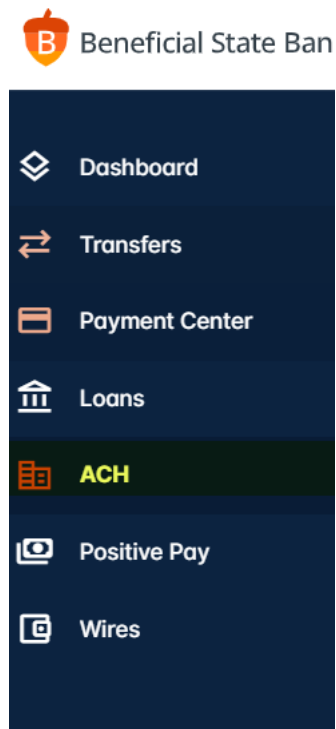 B Beneficial State Ban
Dashboard
Transfers
Payment Center
Loans
ACH
Positive Pay
Wires